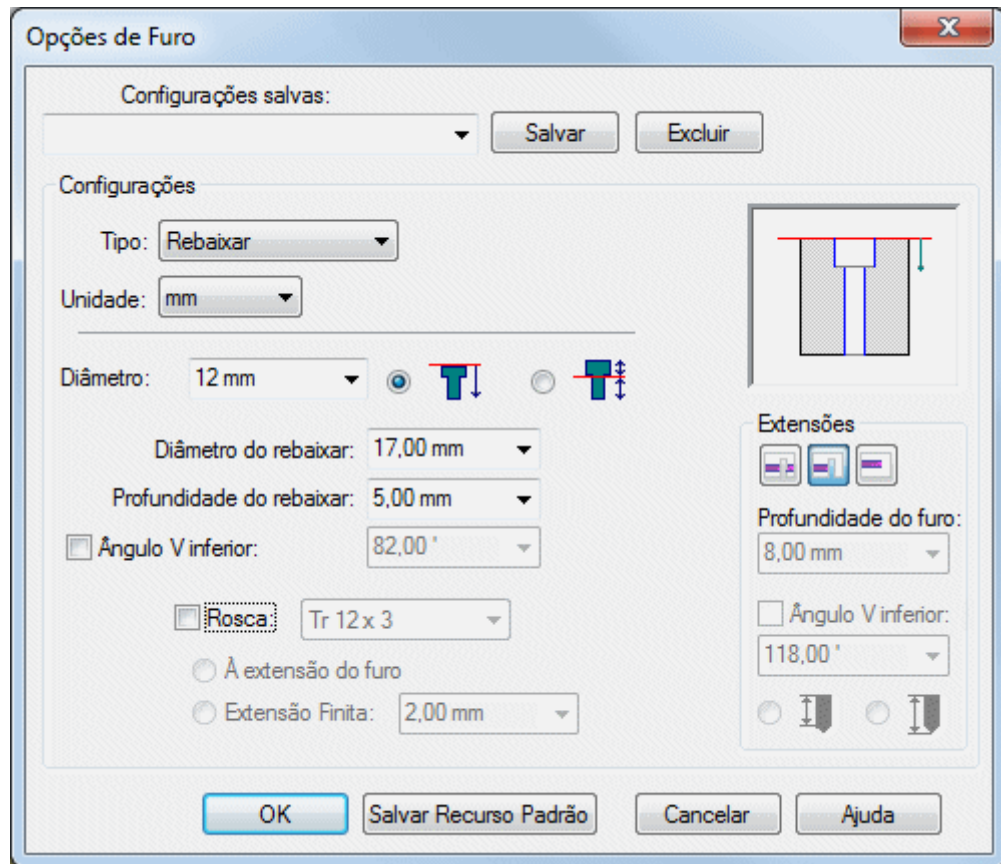 Opções de Furo
Configurações salvas:
Salvar
Excluir
Configurações
Tipo: Rebaixar
Unidade: mm
Diâmetro: 12 mm
Diâmetro do rebaixar: 17,00 mm
Profundidade do rebaixar: 5,00 mm
Ângulo V inferior: 82,00 °
Rosca: Tr 12 x 3
À extensão do furo
Extensão Finita: 2,00 mm
Extensões
Profundidade do furo:
8,00 mm
Ângulo V inferior:
118,00 °
OK
Salvar Recurso Padrão
Cancelar
Ajuda